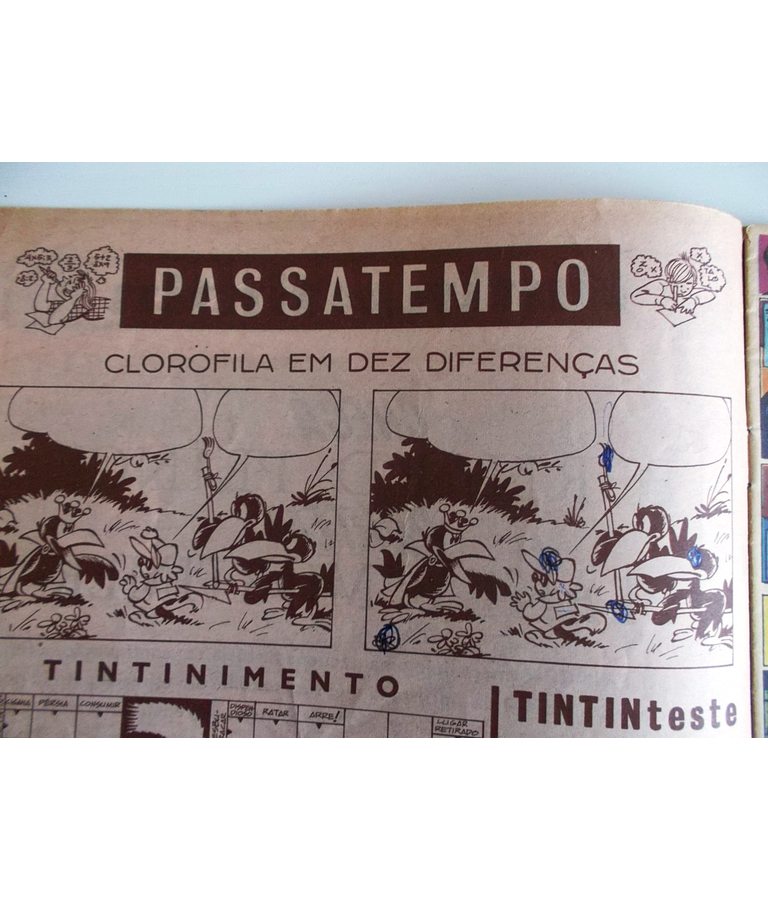 PASSATEMPO
CLOROFILA EM DEZ DIFERENÇAS
TINTINIMENTO
TINTINteste
PÉRSIA CONSUMIR RATAR ARRE!
LUGAR
RETIRADO